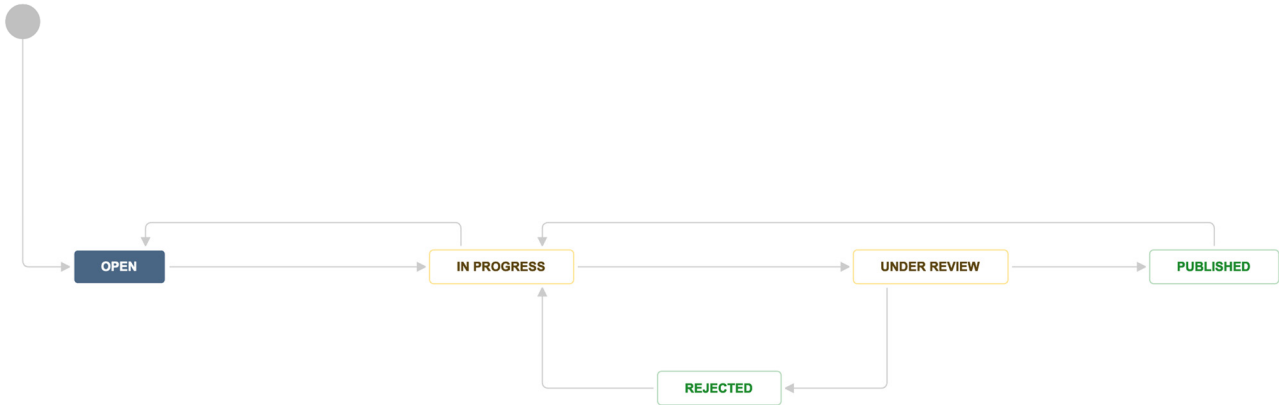 OPEN
IN PROGRESS
UNDER REVIEW
PUBLISHED
REJECTED